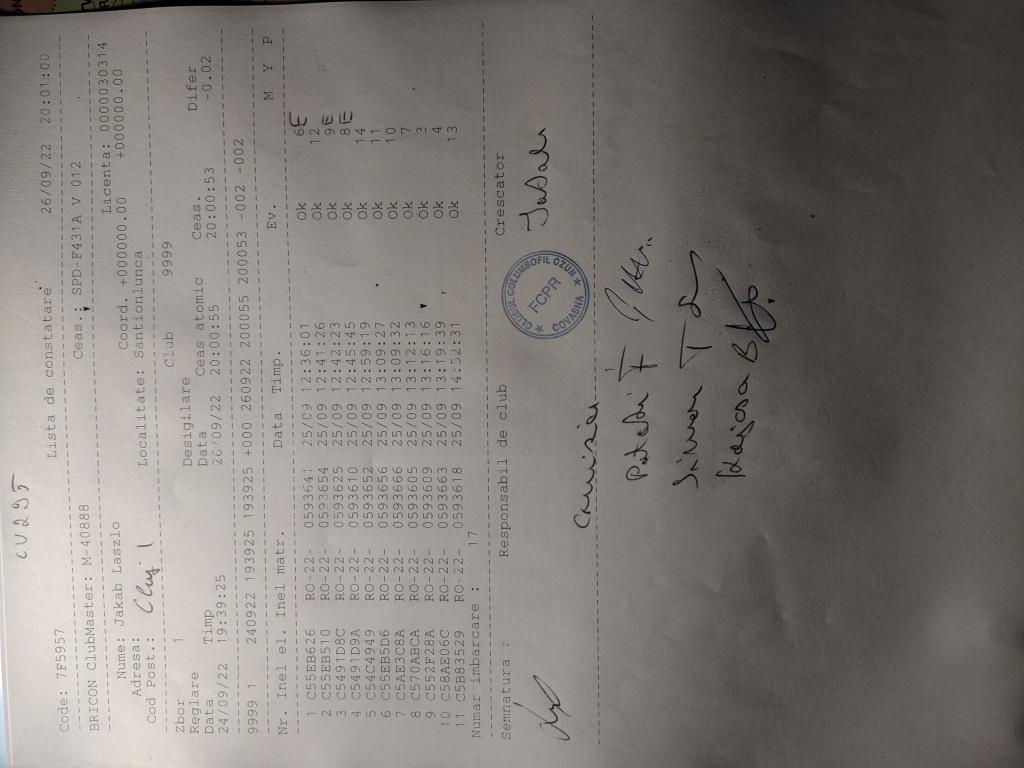 CU295
Code: 7F5957 Lista de constatare 26/09/22 20:01:00
BRICON ClubMaster: M-40888 Ceas : SPD-F431A V 012
Nume: Jakab Laszlo Licenta: 0000030314
Adresa: Coord. +000000.00 +000000.00
Cod Post.: Cluj 1 Localitate: Santionlunca
Zbor 1 Club 9999
Reglare Desigilare
Data Timp Data Ceas atomic Ceas. Difer
24/09/22 19:39:25 26/09/22 20:00:55 20:00:53 -0.02
9999 1 240922 193925 193925 +000 260922 200055 200053 -002 -002
Nr. Inel el. Inel matr. Data Timp. Ev. M Y P
1 C55EB626 RO-22- 0593641 25/09 12:36:01 Ok 6E
2 C55EB510 RO-22- 0593654 25/09 12:41:26 Ok 12
3 C5491D8C RO-22- 0593625 25/09 12:42:23 Ok 9E
4 C5491D9A RO-22- 0593610 25/09 12:45:45 Ok 8E
5 C54C4949 RO-22- 0593652 25/09 12:59:19 Ok 14
6 C55EB5D6 RO-22- 0593656 25/09 13:09:27 Ok 11
7 C5AE3C8A RO-22- 0593666 25/09 13:09:32 Ok 10
8 C570ABCA RO-22- 0593605 25/09 13:12:13 Ok 7
9 C552F28A RO-22- 0593609 25/09 13:16:16 Ok 3
10 C58AE06C RO-22- 0593663 25/09 13:19:39 Ok 4
11 C5B83529 RO-22- 0593618 25/09 14:52:31 Ok 13
Numar imbarcare : 17
Semnatura : Responsabil de club Crescator
CLUBUL COLUMBOFIL OZUN
FCPR
COVASNA
Jakab